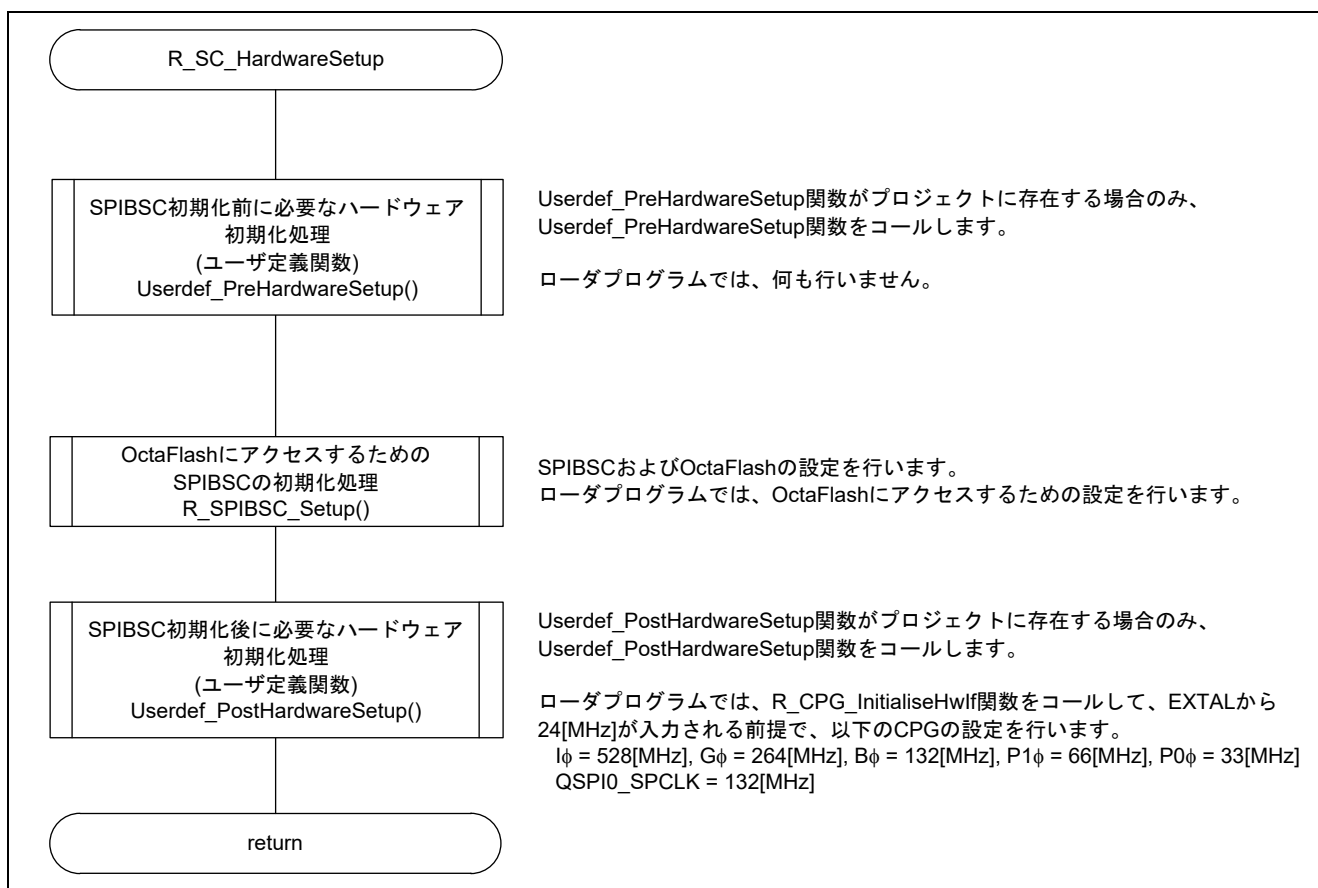 R_SC_HardwareSetup
SPIBSC初期化前に必要なハードウェア
初期化処理
(ユーザ定義関数)
Userdef_PreHardwareSetup()
Userdef_PreHardwareSetup関数がプロジェクトに存在する場合のみ、
Userdef_PreHardwareSetup関数をコールします。
ローダプログラムでは、何も行いません。
OctaFlashにアクセスするための
SPIBSCの初期化処理
R_SPIBSC_Setup()
SPIBSCおよびOctaFlashの設定を行います。
ローダプログラムでは、OctaFlashにアクセスするための設定を行います。
SPIBSC初期化後に必要なハードウェア
初期化処理
(ユーザ定義関数)
Userdef_PostHardwareSetup()
Userdef_PostHardwareSetup関数がプロジェクトに存在する場合のみ、
Userdef_PostHardwareSetup関数をコールします。
ローダプログラムでは、R_CPG_InitialiseHwIf関数をコールして、EXTALから
24[MHz]が入力される前提で、以下のCPGの設定を行います。
Iϕ = 528[MHz], Gϕ = 264[MHz], Bϕ = 132[MHz], P1ϕ = 66[MHz], P0ϕ = 33[MHz]
QSPI0_SPCLK = 132[MHz]
return